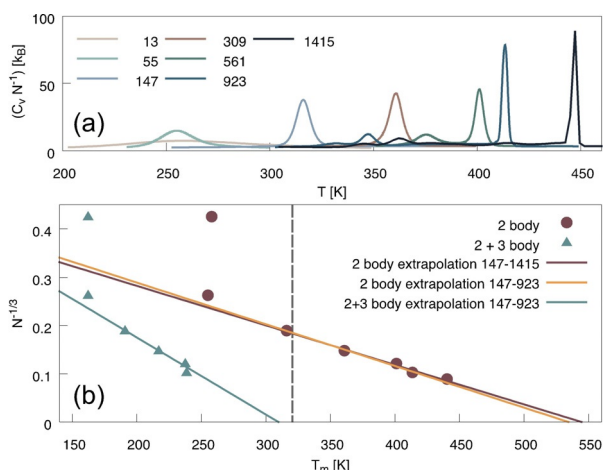 100
50
0
(Cᵥ N⁻¹) [k_B]
13 309 1415
55 561
147 923
(a)
200 250 300 350 400 450
T [K]
0.4
0.3
0.2
0.1
0
N⁻¹/³
2 body
2 + 3 body
2 body extrapolation 147-1415
2 body extrapolation 147-923
2+3 body extrapolation 147-923
(b)
150 200 250 300 350 400 450 500 550
Tₘ [K]